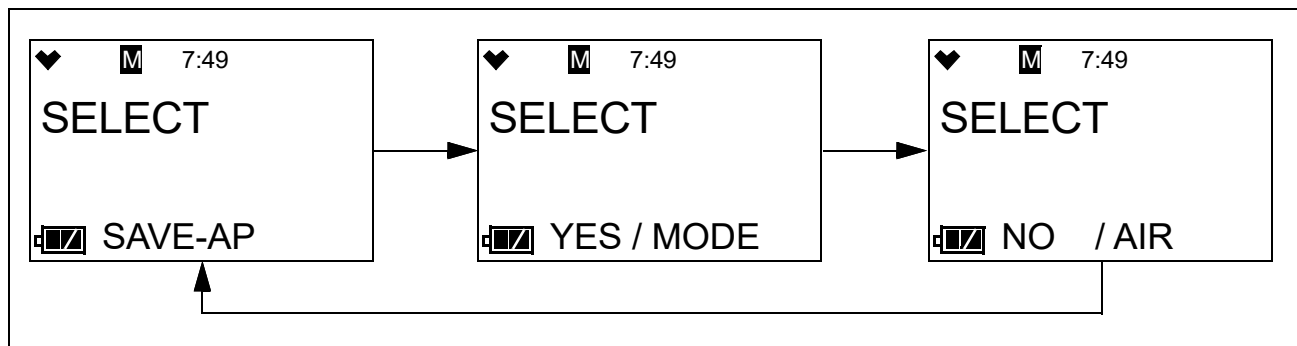 M 7:49
SELECT
SAVE-AP
M 7:49
SELECT
YES / MODE
M 7:49
SELECT
NO / AIR